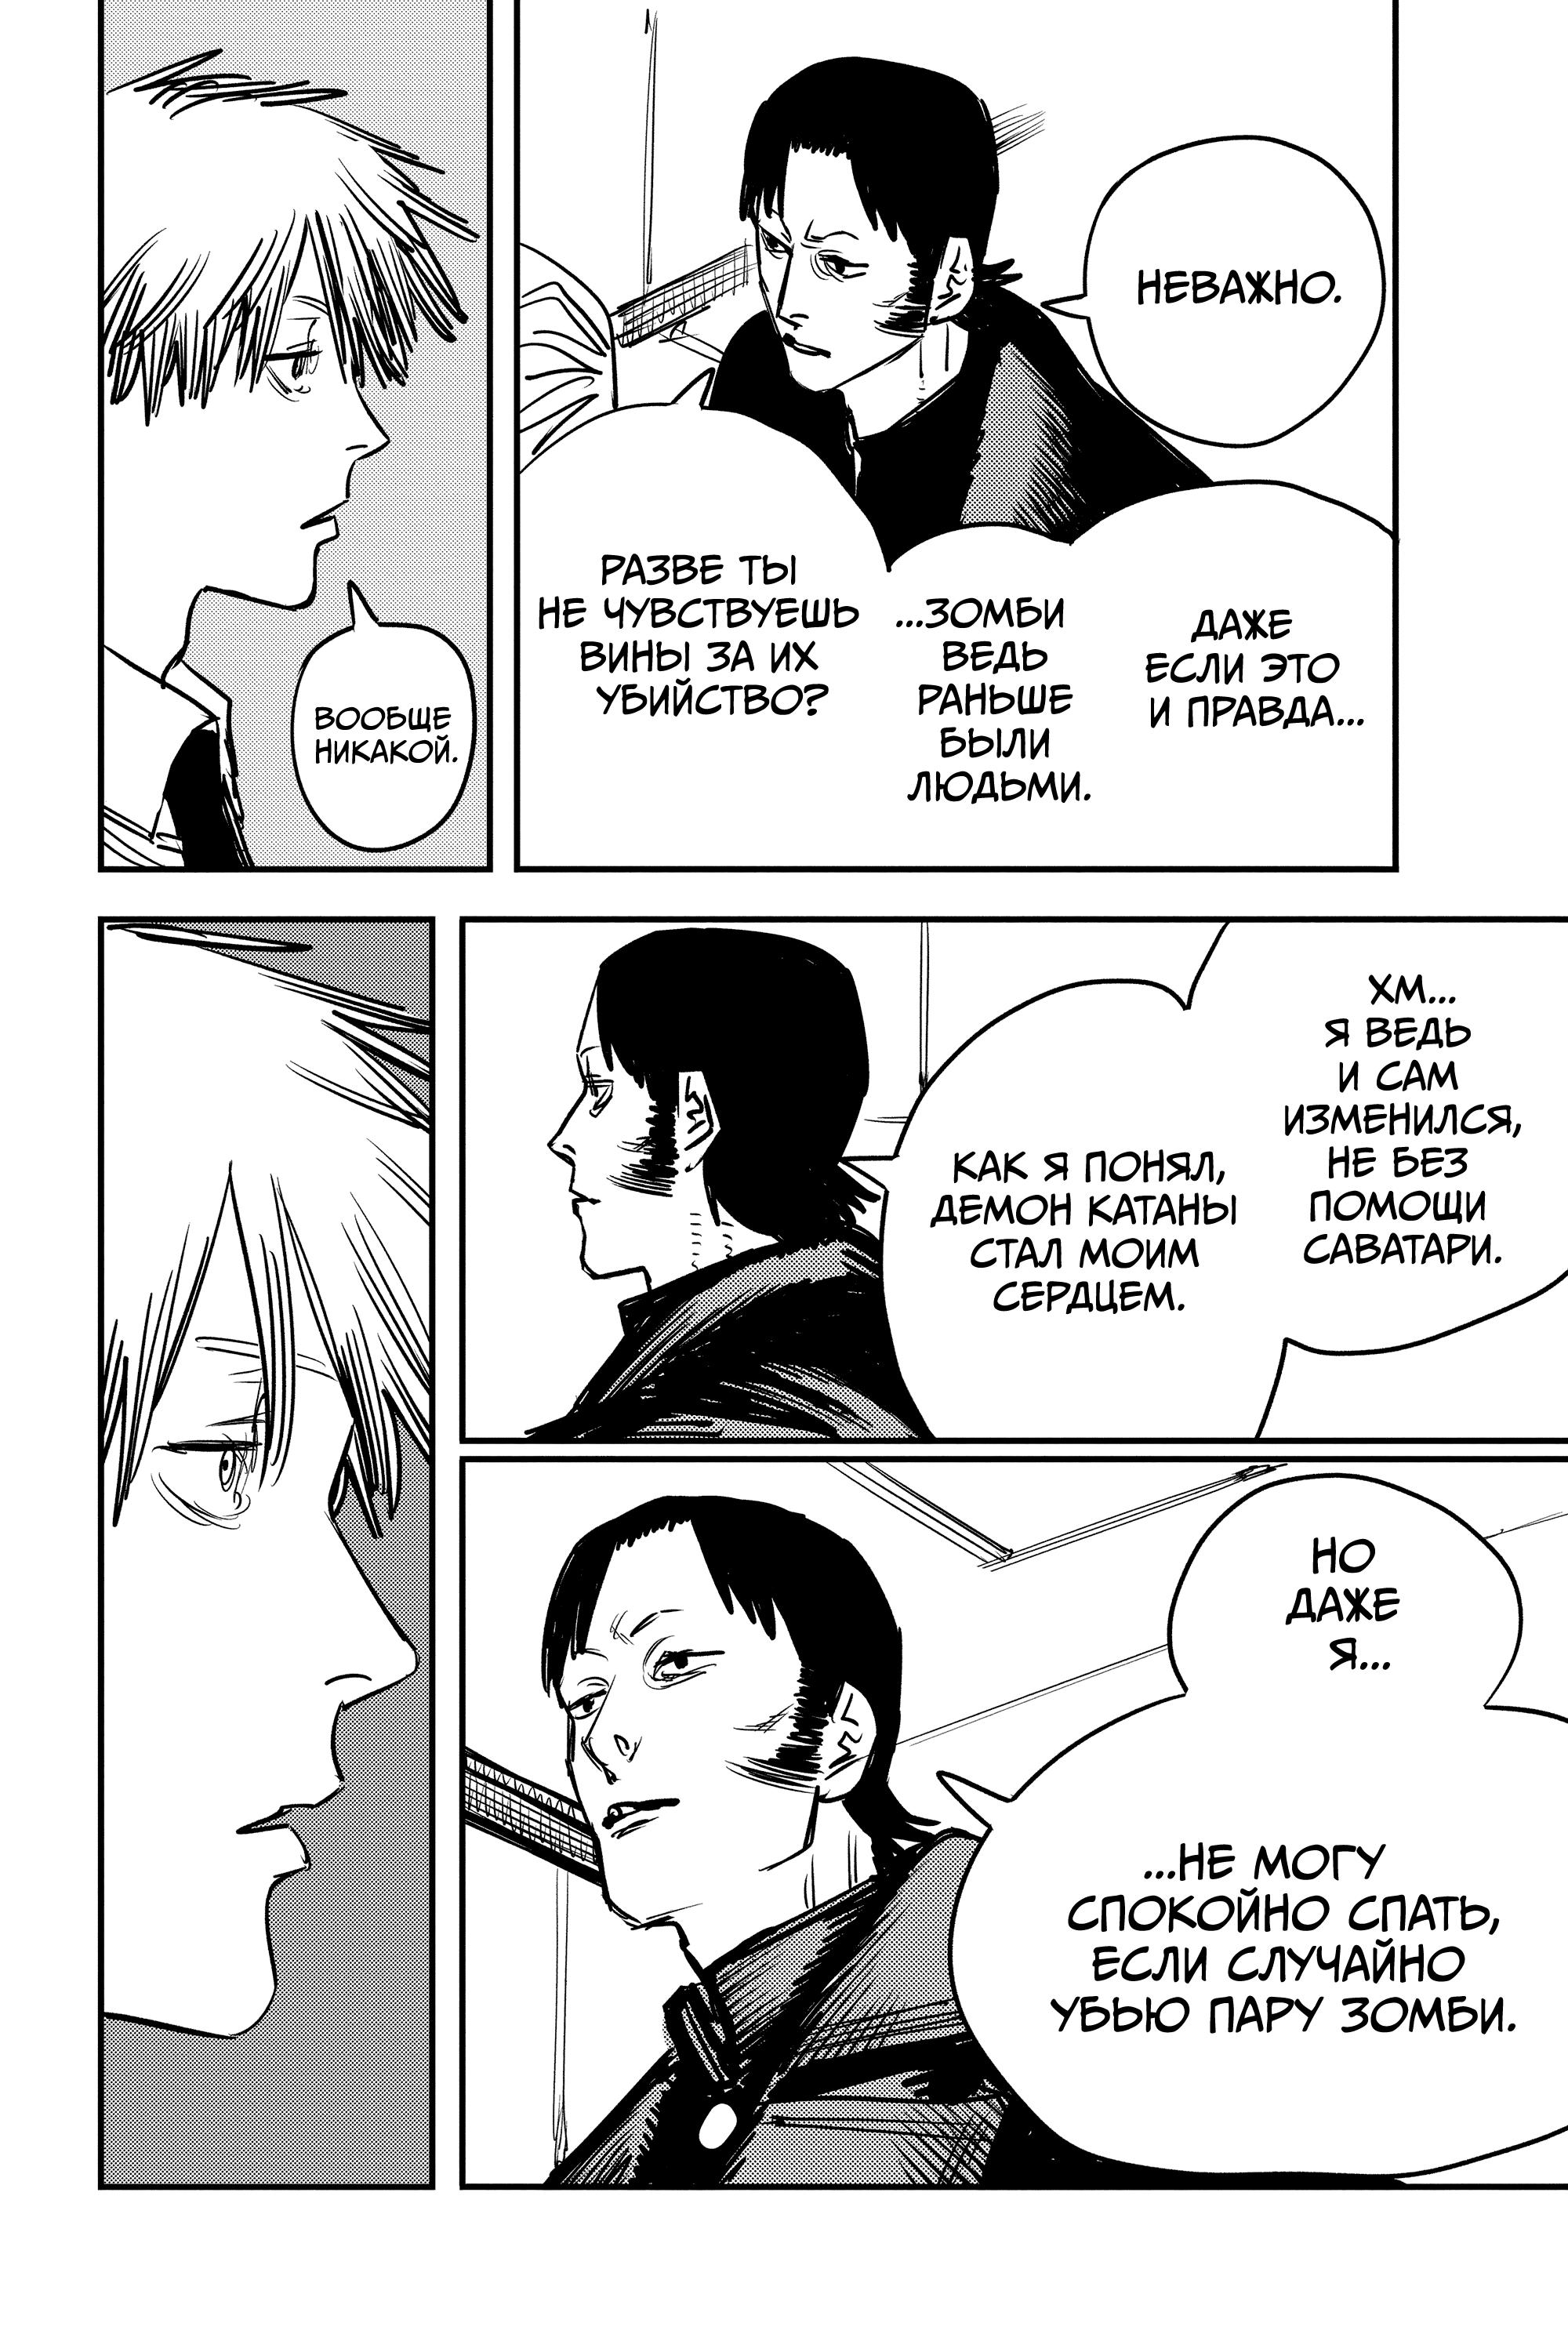 НЕВАЖНО.
ДАЖЕ
ЕСЛИ ЭТО
И ПРАВДА...
...ЗОМБИ
ВЕДЬ
РАНЬШЕ
БЫЛИ
ЛЮДЬМИ.
РАЗВЕ ТЫ
НЕ ЧУВСТВУЕШЬ
ВИНЫ ЗА ИХ
УБИЙСТВО?
ВООБЩЕ
НИКАКОЙ.
ХМ...
Я ВЕДЬ
И САМ
ИЗМЕНИЛСЯ,
НЕ БЕЗ
ПОМОЩИ
САВАТАРИ.
КАК Я ПОНЯЛ,
ДЕМОН КАТАНЫ
СТАЛ МОИМ
СЕРДЦЕМ.
НО
ДАЖЕ
Я...
...НЕ МОГУ
СПОКОЙНО СПАТЬ,
ЕСЛИ СЛУЧАЙНО
УБЬЮ ПАРУ ЗОМБИ.